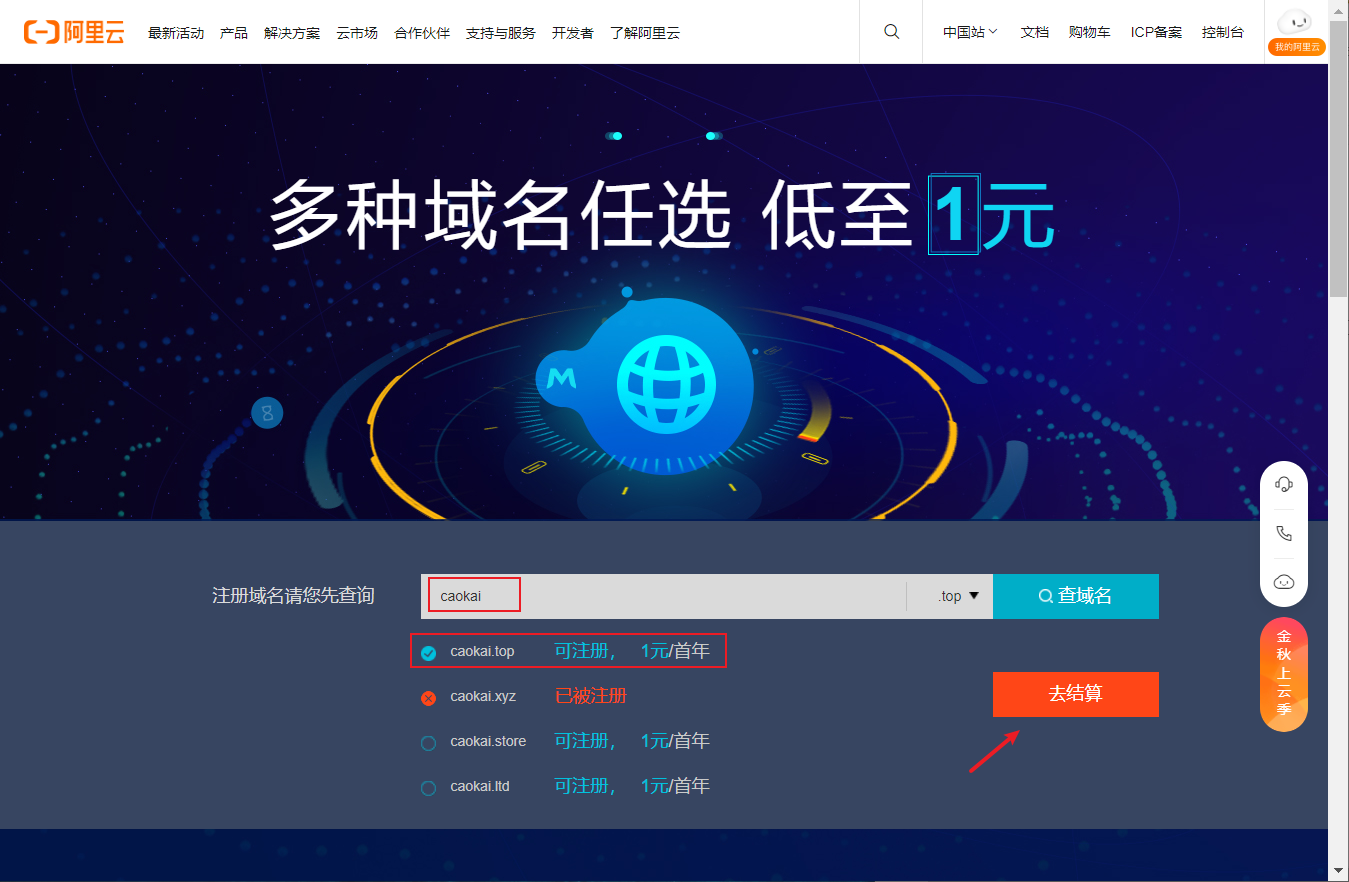 阿里云 最新活动 产品 解决方案 云市场 合作伙伴 支持与服务 开发者 了解阿里云 中国站 文档 购物车 ICP备案 控制台
我的阿里云
多种域名任选 低至1元
M
注册域名请您先查询 caokai .top 查域名
caokai.top 可注册, 1元/首年
caokai.xyz 已被注册
去结算
caokai.store 可注册, 1元/首年
caokai.ltd 可注册, 1元/首年
金秋上云季